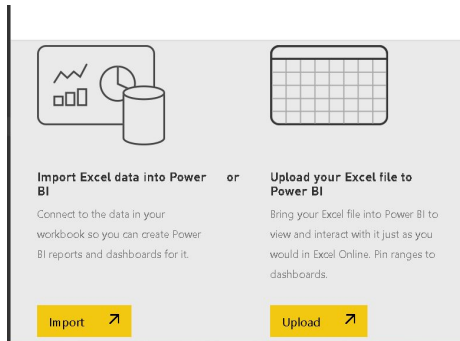 Import Excel data into Power
BI
or
Upload your Excel file to
Power BI
Connect to the data in your
workbook so you can create Power
BI reports and dashboards for it.
Bring your Excel file into Power BI to
view and interact with it just as you
would in Excel Online. Pin ranges to
dashboards.
Import
Upload